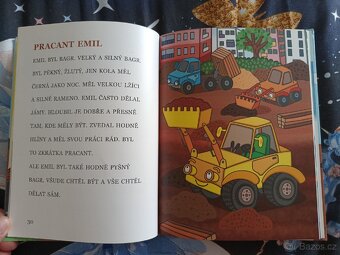 PRACANT EMIL
EMIL BYL BAGR. VELKÝ A SILNÝ BAGR.
BYL PĚKNÝ, ŽLUTÝ, JEN KOLA MĚL
ČERNÁ JAKO NOC. MĚL VELKOU LŽÍCI
A SILNÉ RAMENO. EMIL ČASTO DĚLAL
JÁMY. HLOUBIL JE DOBŘE A PŘESNĚ
TAM, KDE MĚLY BÝT. ZVEDAL HODNĚ
HLÍNY A MĚL SVOU PRÁCI RÁD. BYL
TO ZKRÁTKA PRACANT.
ALE EMIL BYL TAKÉ HODNĚ PYŠNÝ
BAGR. VŠUDE CHTĚL BÝT A VŠE CHTĚL
DĚLAT SÁM.
30
Bazos.cz